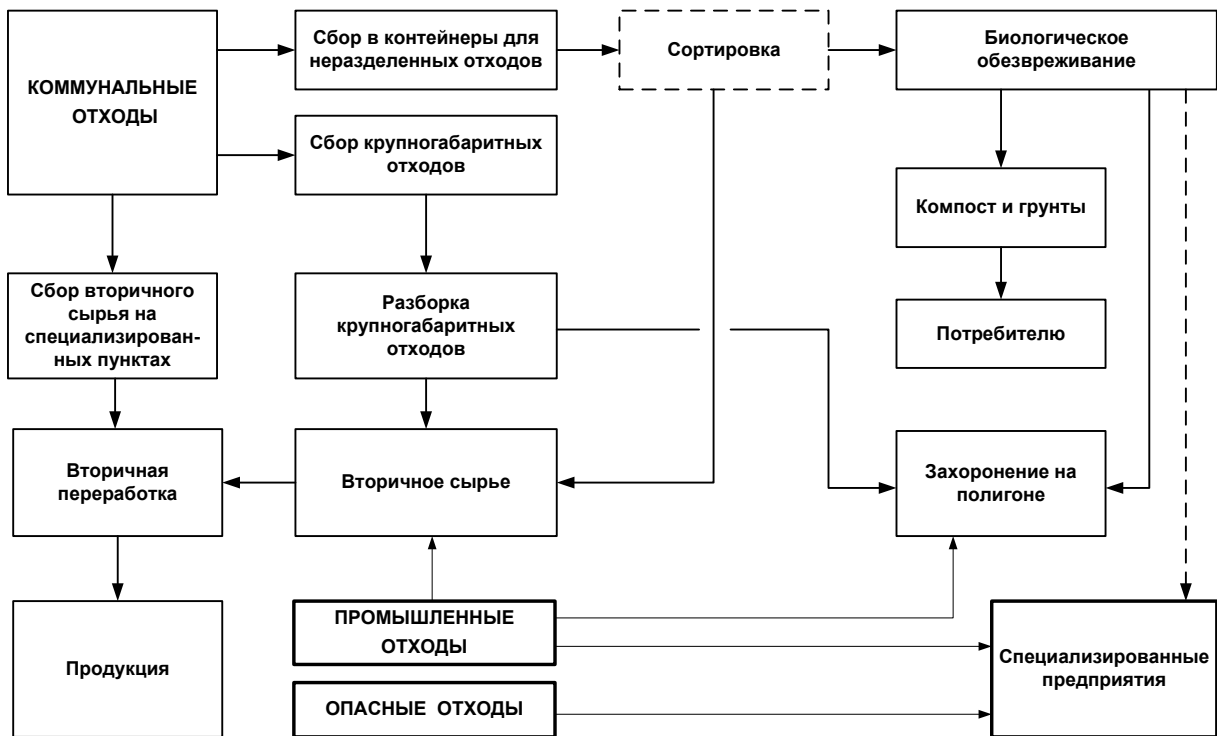 КОММУНАЛЬНЫЕ
ОТХОДЫ
Сбор в контейнеры для
неразделенных отходов
Сортировка
Биологическое
обезвреживание
Сбор крупногабаритных
отходов
Компост и грунты
Сбор вторичного
сырья на
специализирован-
ных пунктах
Разборка
крупногабаритных
отходов
Потребителю
Вторичная
переработка
Вторичное сырье
Захоронение на
полигоне
Продукция
ПРОМЫШЛЕННЫЕ
ОТХОДЫ
Специализированные
предприятия
ОПАСНЫЕ ОТХОДЫ